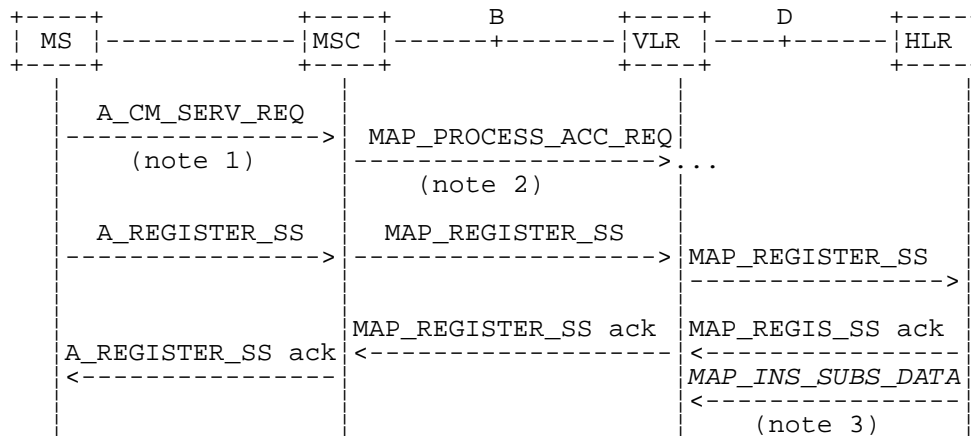 B D
MS MSC VLR HLR
A_CM_SERV_REQ
MAP_PROCESS_ACC_REQ
(note 1) ...
(note 2)
A_REGISTER_SS MAP_REGISTER_SS
MAP_REGISTER_SS
MAP_REGISTER_SS ack MAP_REGIS_SS ack
A_REGISTER_SS ack
MAP_INS_SUBS_DATA
(note 3)